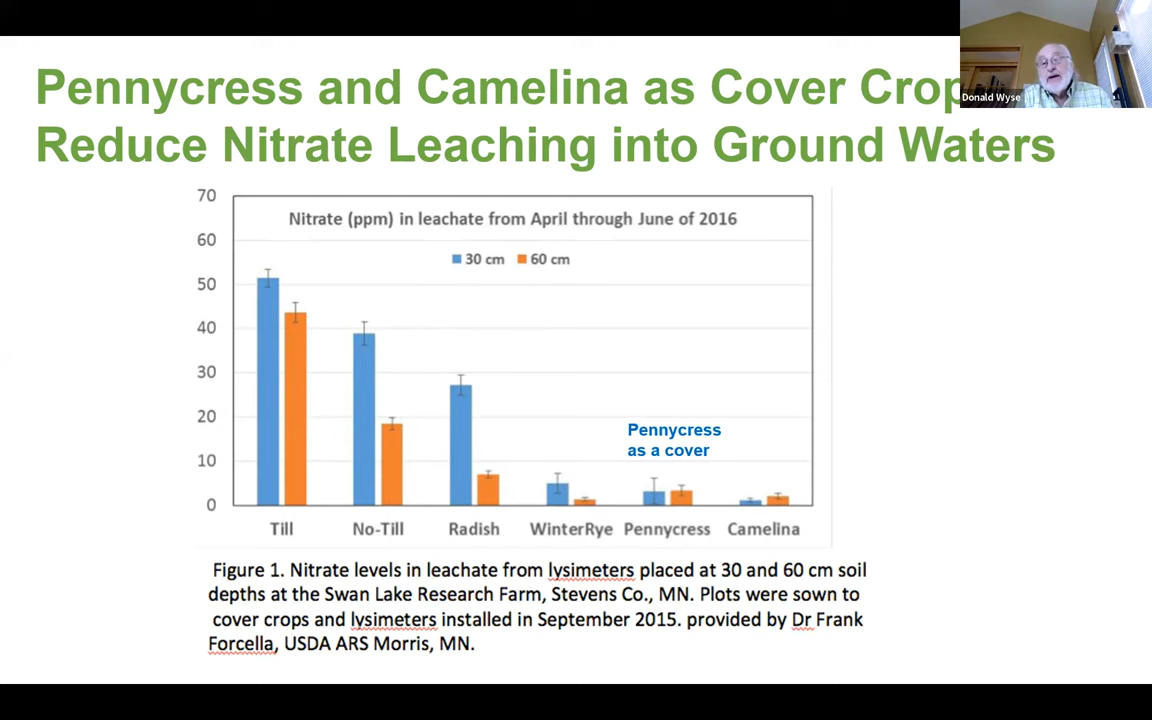 Pennycress and Camelina as Cover Crop
Reduce Nitrate Leaching into Ground Waters
Donald Wyse
70
Nitrate (ppm) in leachate from April through June of 2016
60
30 cm 60 cm
50
40
30
20
Pennycress
as a cover
10
0
Till No-Till Radish WinterRye Pennycress Camelina
Figure 1. Nitrate levels in leachate from lysimeters placed at 30 and 60 cm soil
depths at the Swan Lake Research Farm, Stevens Co., MN. Plots were sown to
cover crops and lysimeters installed in September 2015. provided by Dr Frank
Forcella, USDA ARS Morris, MN.